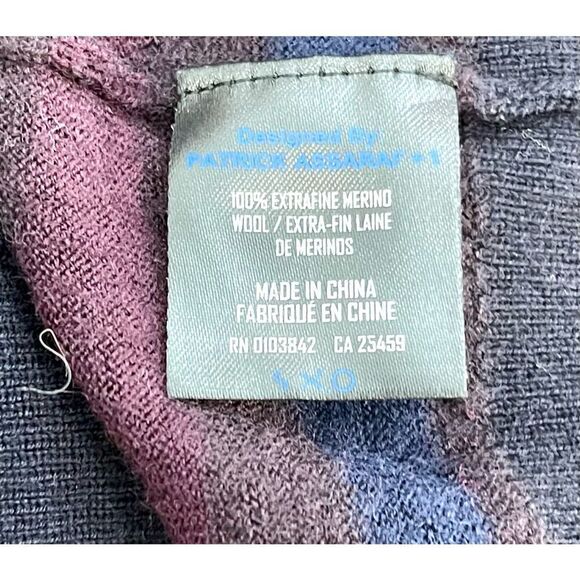 Designed By
PATRICK ASSARAF +1
100% EXTRAFINE MERINO
WOOL / EXTRA-FIN LAINE
DE MERINOS
MADE IN CHINA
FABRIQUÉ EN CHINE
RN 0103842 CA 25459